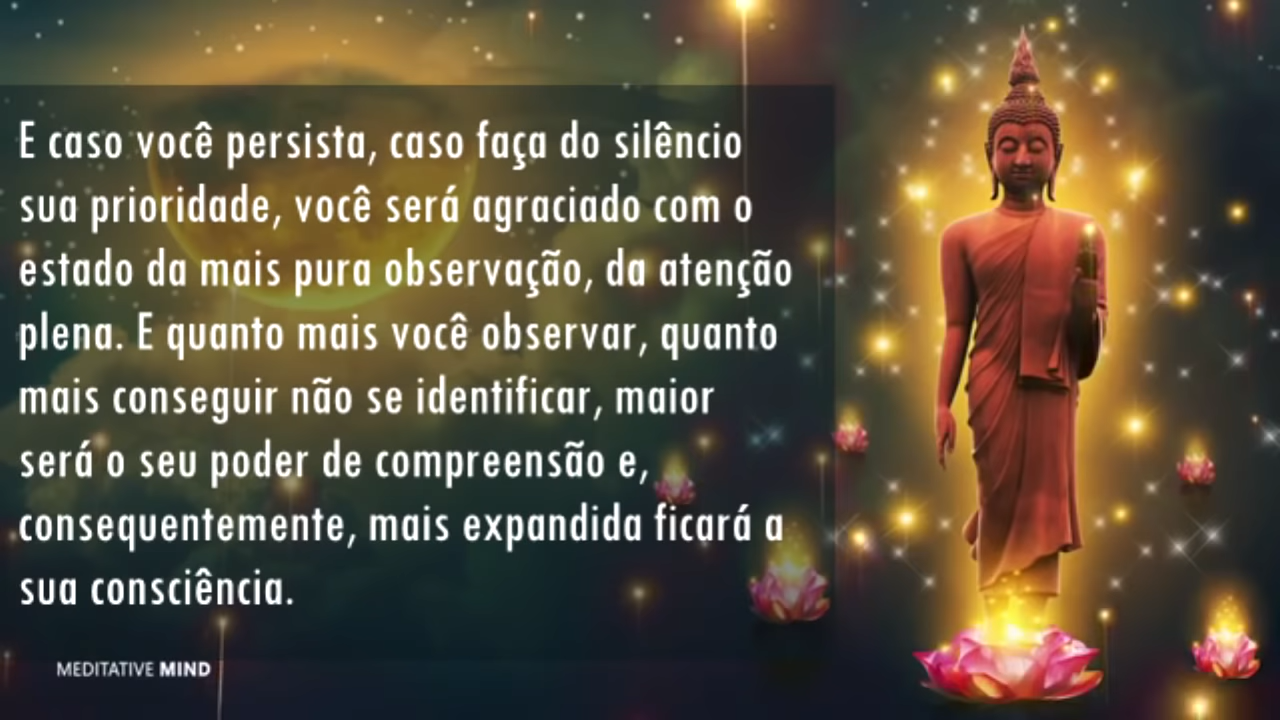 E caso você persista, caso faça do silêncio
sua prioridade, você será agraciado com o
estado da mais pura observação, da atenção
plena. E quanto mais você observar, quanto
mais conseguir não se identificar, maior
será o seu poder de compreensão e,
consequentemente, mais expandida ficará a
sua consciência.
MEDITATIVE MIND